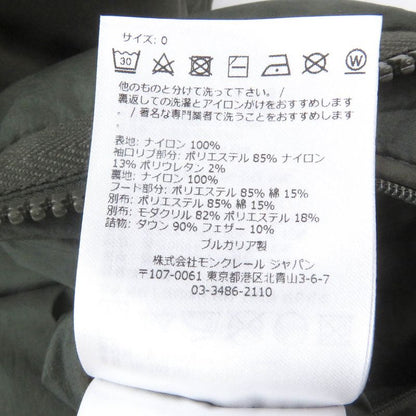 サイズ: 0
30
W
他のものと分けて洗って下さい。/
裏返しての洗濯とアイロンがけをおすすめします
。/ 著名な専門業者で洗うことをおすすめします
表地: ナイロン 100%
袖口リブ部分: ポリエステル 85% ナイロン
13% ポリウレタン 2%
裏地: ナイロン 100%
フード部分: ポリエステル 85% 綿 15%
別布: ポリエステル 85% 綿 15%
別布: モダクリル 82% ポリエステル 18%
詰物: ダウン 90% フェザー 10%
ブルガリア製
株式会社モンクレール ジャパン
〒107-0061 東京都港区北青山3-6-7
03-3486-2110